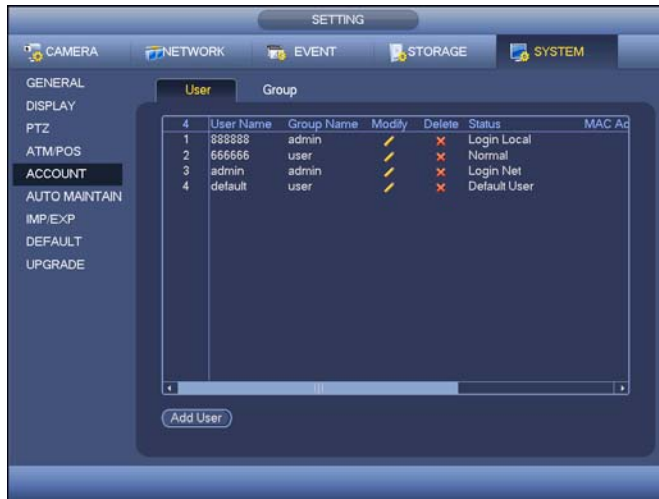 SETTING
CAMERA NETWORK EVENT STORAGE SYSTEM
GENERAL
DISPLAY
PTZ
ATM/POS
ACCOUNT
AUTO MAINTAIN
IMP/EXP
DEFAULT
UPGRADE
User Group
4 User Name Group Name Modify Delete Status MAC Ad
1 888888 admin Login Local
2 666666 user Normal
3 admin admin Login Net
4 default user Default User
Add User